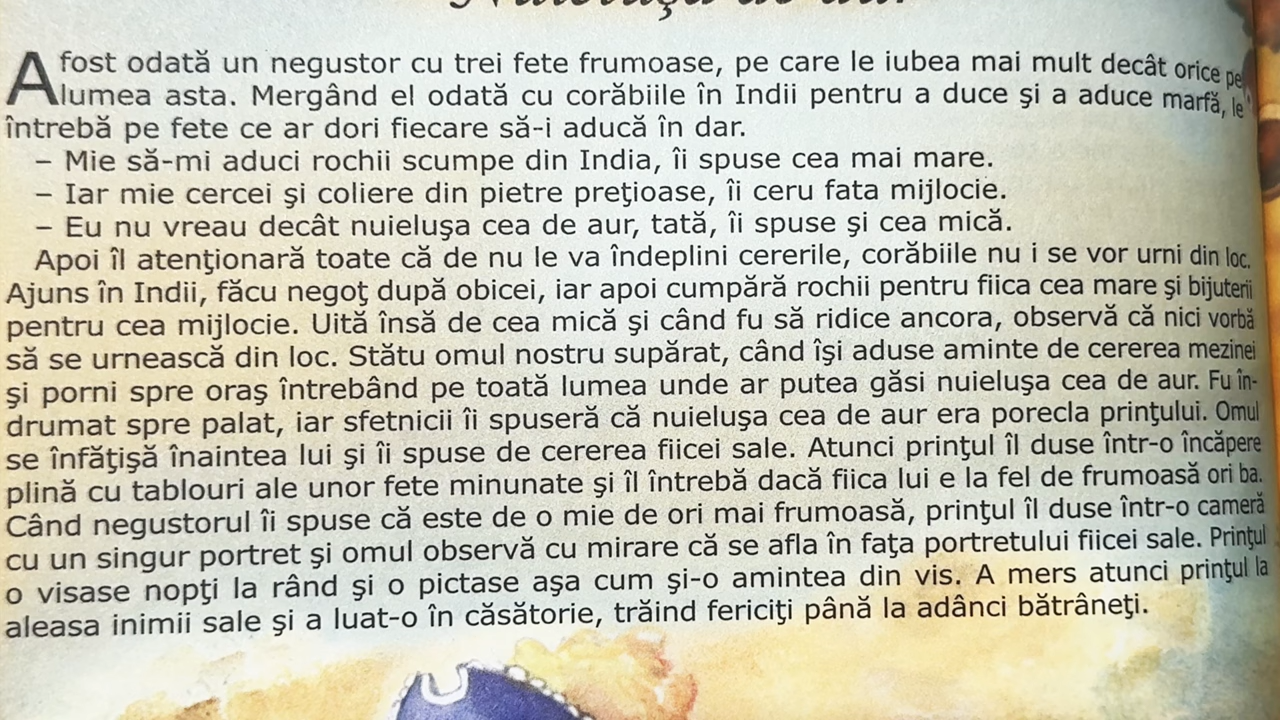 Nuieluşa de aur
A fost odată un negustor cu trei fete frumoase, pe care le iubea mai mult decât orice pe
lumea asta. Mergând el odată cu corăbiile în Indii pentru a duce şi a aduce marfă, le
întrebă pe fete ce ar dori fiecare să-i aducă în dar.
– Mie să-mi aduci rochii scumpe din India, îi spuse cea mai mare.
– Iar mie cercei şi coliere din pietre preţioase, îi ceru fata mijlocie.
– Eu nu vreau decât nuieluşa cea de aur, tată, îi spuse şi cea mică.
Apoi îl atenţionară toate că de nu le va îndeplini cererile, corăbiile nu i se vor urni din loc.
Ajuns în Indii, făcu negoţ după obicei, iar apoi cumpără rochii pentru fiica cea mare şi bijuterii
pentru cea mijlocie. Uită însă de cea mică şi când fu să ridice ancora, observă că nici vorbă
să se urnească din loc. Stătu omul nostru supărat, când îşi aduse aminte de cererea mezinei
şi porni spre oraş întrebând pe toată lumea unde ar putea găsi nuieluşa cea de aur. Fu în-
drumat spre palat, iar sfetnicii îi spuseră că nuieluşa cea de aur era porecla prinţului. Omul
se înfăţişă înaintea lui şi îi spuse de cererea fiicei sale. Atunci prinţul îl duse într-o încăpere
plină cu tablouri ale unor fete minunate şi îl întrebă dacă fiica lui e la fel de frumoasă ori ba.
Când negustorul îi spuse că este de o mie de ori mai frumoasă, prinţul îl duse într-o cameră
cu un singur portret şi omul observă cu mirare că se afla în faţa portretului fiicei sale. Prinţul
o visase nopţi la rând şi o pictase aşa cum şi-o amintea din vis. A mers atunci prinţul la
aleasa inimii sale şi a luat-o în căsătorie, trăind fericiţi până la adânci bătrâneţi.